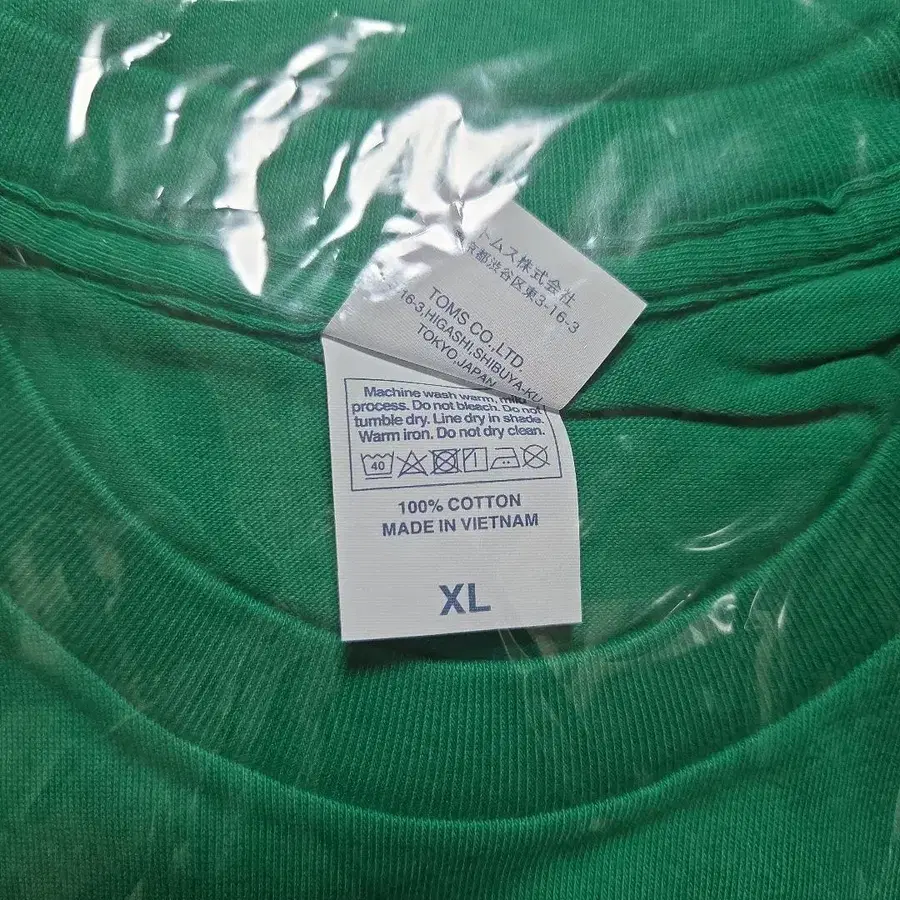 トムス株式会社
京都渋谷区東3-16-3
TOMS CO.,LTD.
16-3,HIGASHI,SHIBUYA-KU
TOKYO,JAPAN
Machine wash warm, mild
process. Do not bleach. Do not
tumble dry. Line dry in shade.
Warm iron. Do not dry clean.
40
100% COTTON
MADE IN VIETNAM
XL